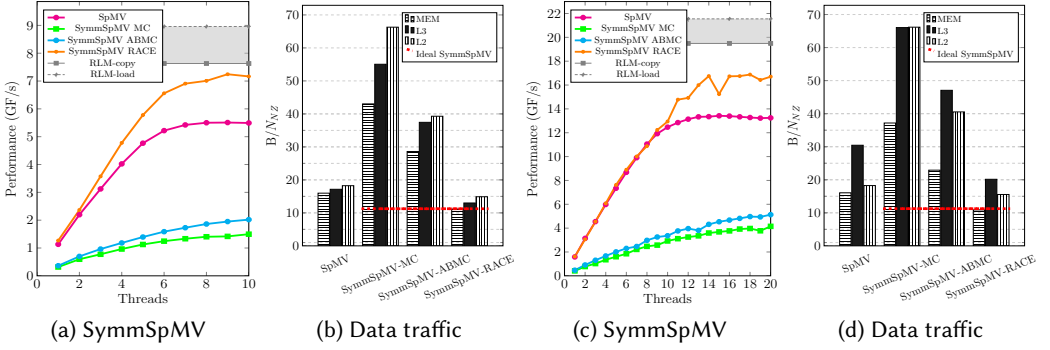 Performance (GF/s)
9
8
7
6
5
4
3
2
1
0
SpMV
SymmSpMV MC
SymmSpMV ABMC
SymmSpMV RACE
RLM-copy
RLM-load
0 2 4 6 8 10
Threads
(a) SymmSpMV
B/N_NZ
70
60
50
40
30
20
10
0
MEM
L3
L2
Ideal SymmSpMV
SpMV
SymmSpMV-MC
SymmSpMV-ABMC
SymmSpMV-RACE
(b) Data traffic
Performance (GF/s)
22
20
18
16
14
12
10
8
6
4
2
0
SpMV
SymmSpMV MC
SymmSpMV ABMC
SymmSpMV RACE
RLM-copy
RLM-load
0 2 4 6 8 10 12 14 16 18 20
Threads
(c) SymmSpMV
B/N_NZ
70
60
50
40
30
20
10
0
MEM
L3
L2
Ideal SymmSpMV
SpMV
SymmSpMV-MC
SymmSpMV-ABMC
SymmSpMV-RACE
(d) Data traffic